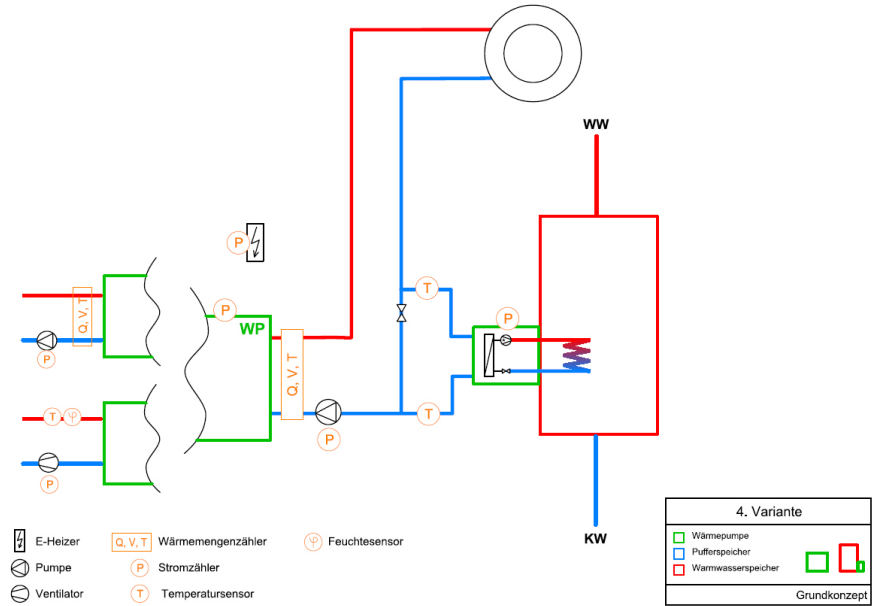 WW
P
P
WP
Q, V, T
P
P
Q, V, T
T
T
P
T
φ
P
P
KW
E-Heizer
Q, V, T
Wärmemengenzähler
φ
Feuchtesensor
Pumpe
P
Stromzähler
Ventilator
T
Temperatursensor
4. Variante
Wärmepumpe
Pufferspeicher
Warmwasserspeicher
Grundkonzept